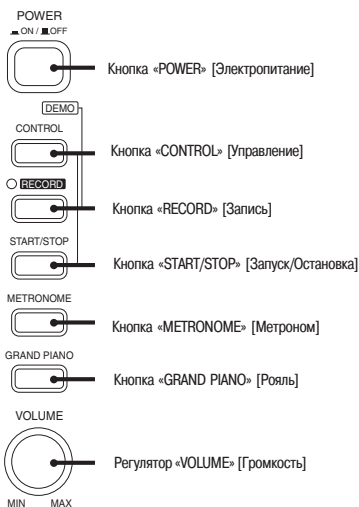 POWER
ON / OFF
Кнопка «POWER» [Электропитание]
DEMO
CONTROL
Кнопка «CONTROL» [Управление]
RECORD
Кнопка «RECORD» [Запись]
START/STOP
Кнопка «START/STOP» [Запуск/Остановка]
METRONOME
Кнопка «METRONOME» [Метроном]
GRAND PIANO
Кнопка «GRAND PIANO» [Рояль]
VOLUME
Регулятор «VOLUME» [Громкость]
MIN MAX